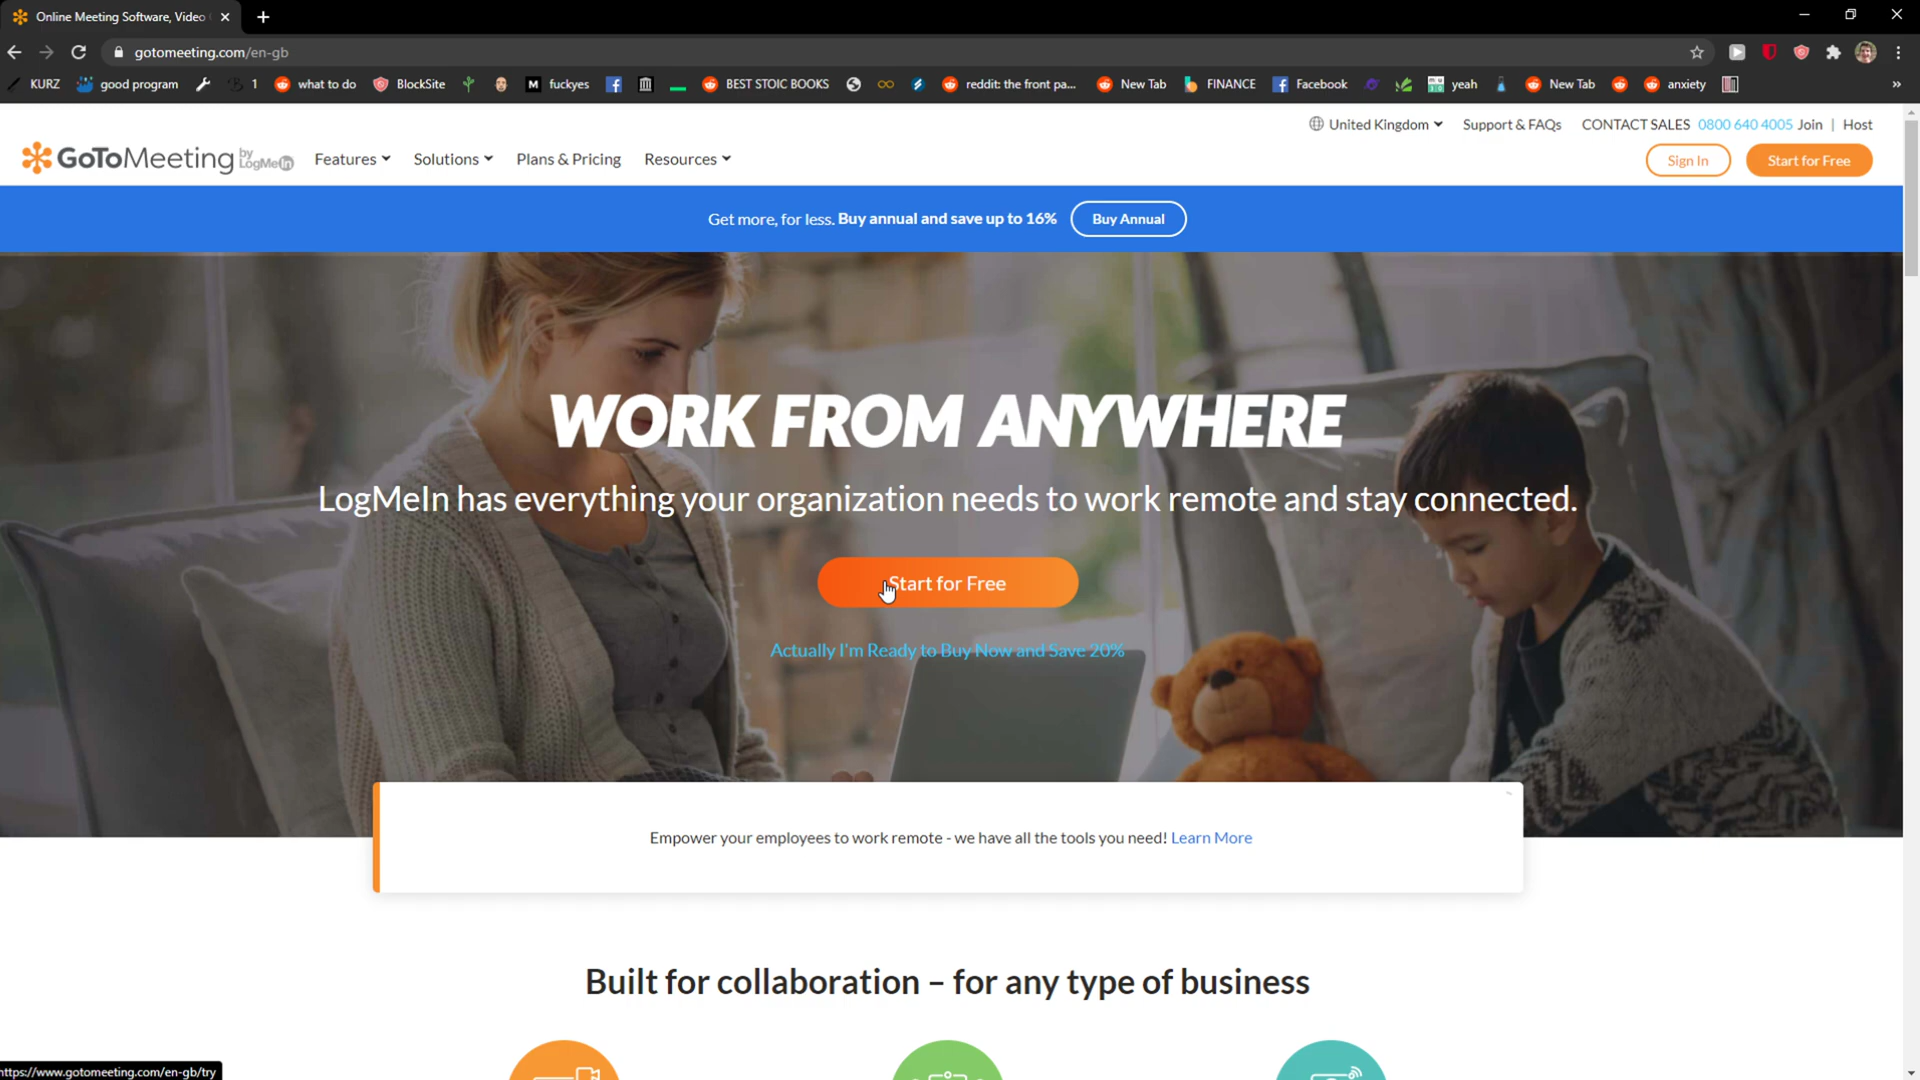 Online Meeting Software, Video
gotomeeting.com/en-gb
KURZ
good program
1
what to do
BlockSite
fuckyes
BEST STOIC BOOKS
reddit: the front pa...
New Tab
FINANCE
Facebook
yeah
New Tab
anxiety
»
United Kingdom
Support & FAQs
CONTACT SALES 0800 640 4005 Join | Host
GoToMeeting by LogMeIn
Features
Solutions
Plans & Pricing
Resources
Sign In
Start for Free
Get more, for less. Buy annual and save up to 16%
Buy Annual
WORK FROM ANYWHERE
LogMeIn has everything your organization needs to work remote and stay connected.
Start for Free
Actually I'm Ready to Buy Now and Save 20%
Empower your employees to work remote - we have all the tools you need! Learn More
Built for collaboration – for any type of business
https://www.gotomeeting.com/en-gb/try